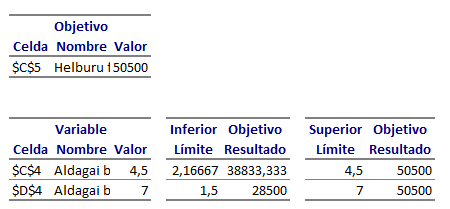 Objetivo
Celda Nombre Valor
$C$5 Helburu 50500
Variable Inferior Objetivo Superior Objetivo
Celda Nombre Valor Límite Resultado Límite Resultado
$C$4 Aldagai b 4,5 2,16667 38833,333 4,5 50500
$D$4 Aldagai b 7 1,5 28500 7 50500